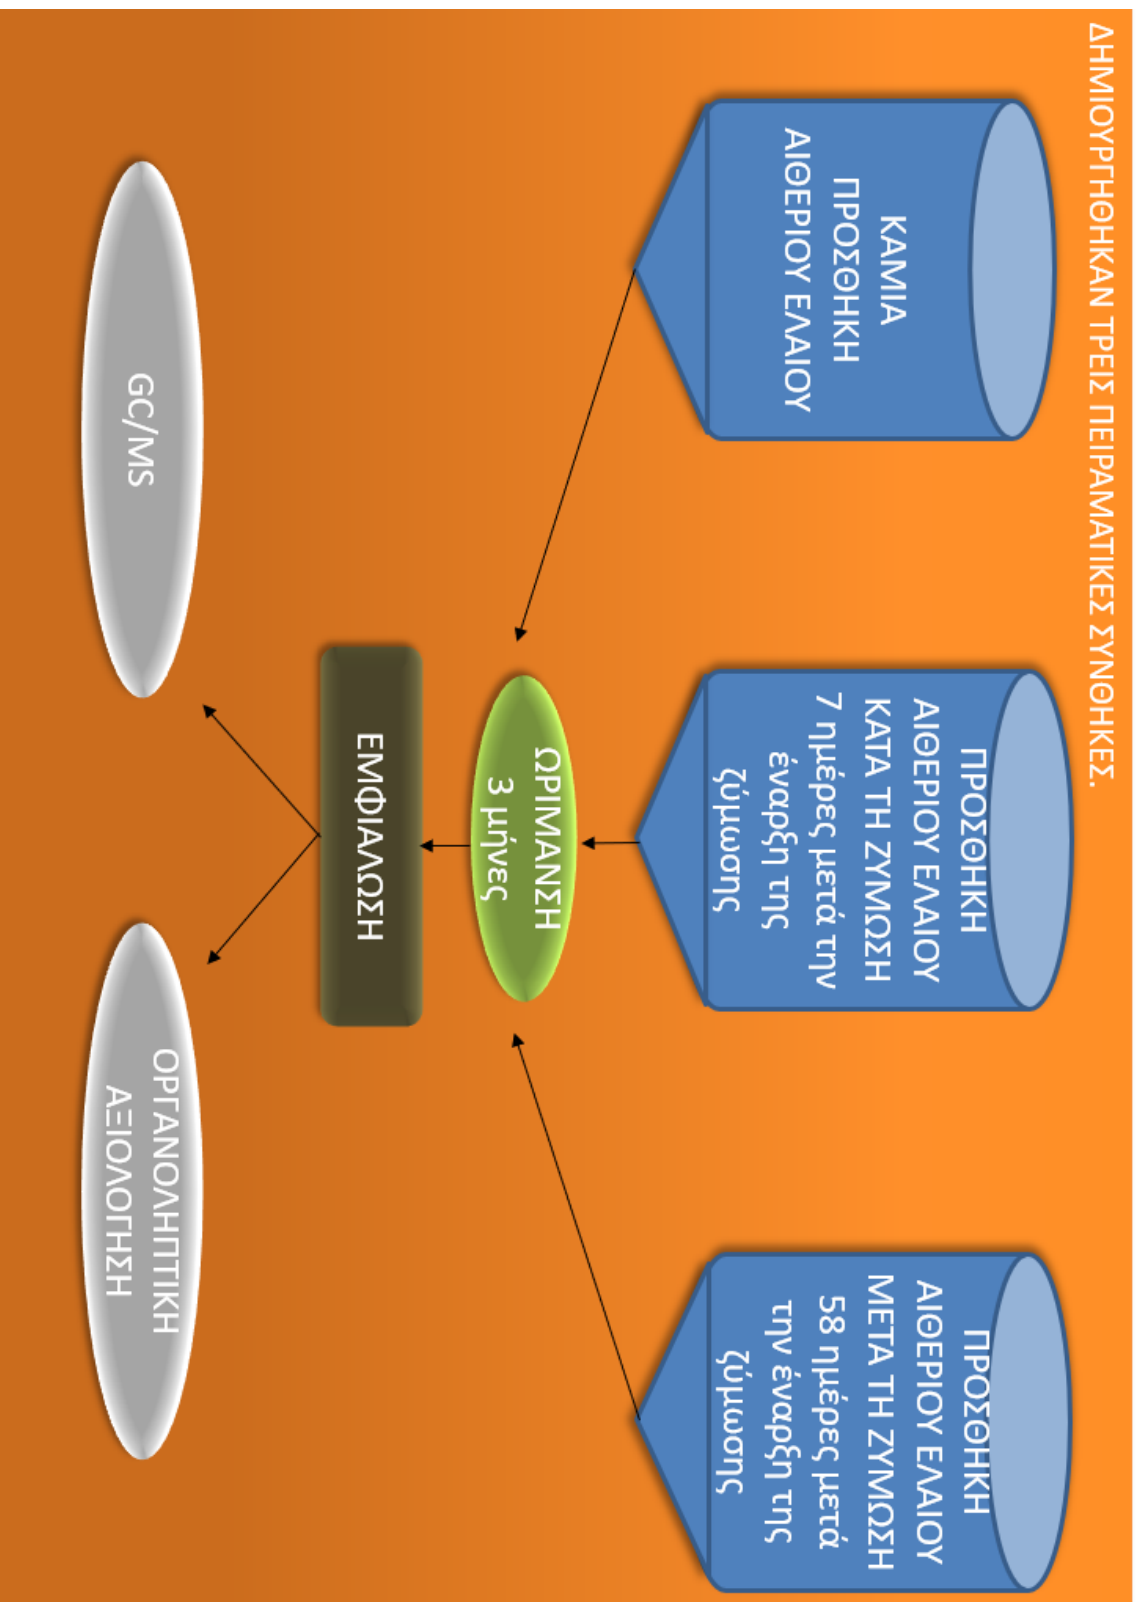 ΔΗΜΙΟΥΡΓΗΘΗΚΑΝ ΤΡΕΙΣ ΠΕΙΡΑΜΑΤΙΚΕΣ ΣΥΝΘΗΚΕΣ.
ΚΑΜΙΑ
ΠΡΟΣΘΗΚΗ
ΑΙΘΕΡΙΟΥ ΕΛΑΙΟΥ
ΠΡΟΣΘΗΚΗ
ΑΙΘΕΡΙΟΥ ΕΛΑΙΟΥ
ΚΑΤΑ ΤΗ ΖΥΜΩΣΗ
7 ημέρες μετά την
έναρξη της
ζύμωσης
ΠΡΟΣΘΗΚΗ
ΑΙΘΕΡΙΟΥ ΕΛΑΙΟΥ
ΜΕΤΑ ΤΗ ΖΥΜΩΣΗ
58 ημέρες μετά
την έναρξη της
ζύμωσης
ΩΡΙΜΑΝΣΗ
3 μήνες
ΕΜΦΙΑΛΩΣΗ
GC/MS
ΟΡΓΑΝΟΛΗΠΤΙΚΗ
ΑΞΙΟΛΟΓΗΣΗ